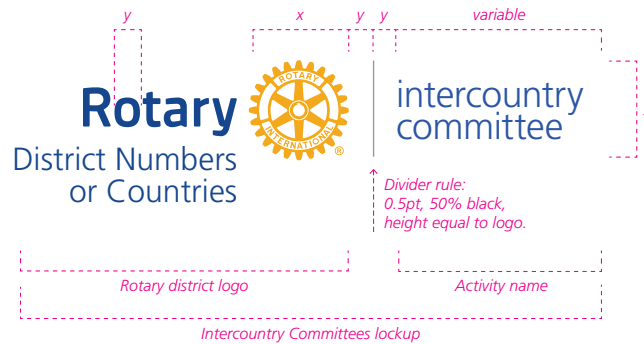 y
x
y
y
variable
Rotary
District Numbers
or Countries
ROTARY
INTERNATIONAL
®
intercountry
committee
Divider rule:
0.5pt, 50% black,
height equal to logo.
Rotary district logo
Activity name
Intercountry Committees lockup